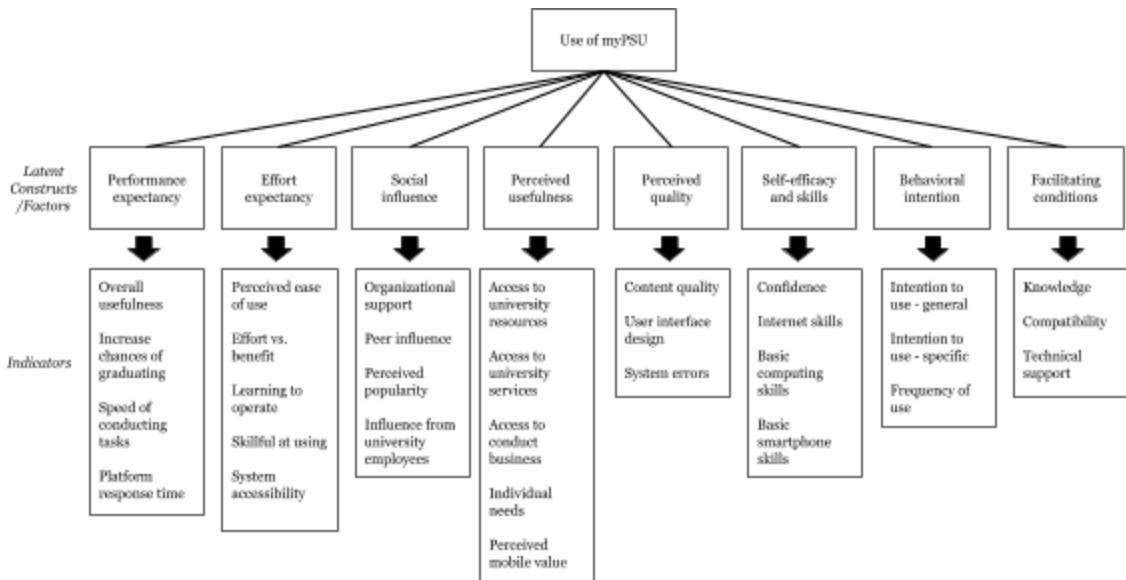 Use of myPSU
Latent
Constructs
/Factors
Performance
expectancy
Effort
expectancy
Social
influence
Perceived
usefulness
Perceived
quality
Self-efficacy
and skills
Behavioral
intention
Facilitating
conditions
Indicators
Overall
usefulness
Increase
chances of
graduating
Speed of
conducting
tasks
Platform
response time
Perceived ease
of use
Effort vs.
benefit
Learning to
operate
Skillful at using
System
accessibility
Organizational
support
Peer influence
Perceived
popularity
Influence from
university
employees
Access to
university
resources
Access to
university
services
Access to
conduct
business
Individual
needs
Perceived
mobile value
Content quality
User interface
design
System errors
Confidence
Internet skills
Basic
computing
skills
Basic
smartphone
skills
Intention to
use - general
Intention to
use - specific
Frequency of
use
Knowledge
Compatibility
Technical
support